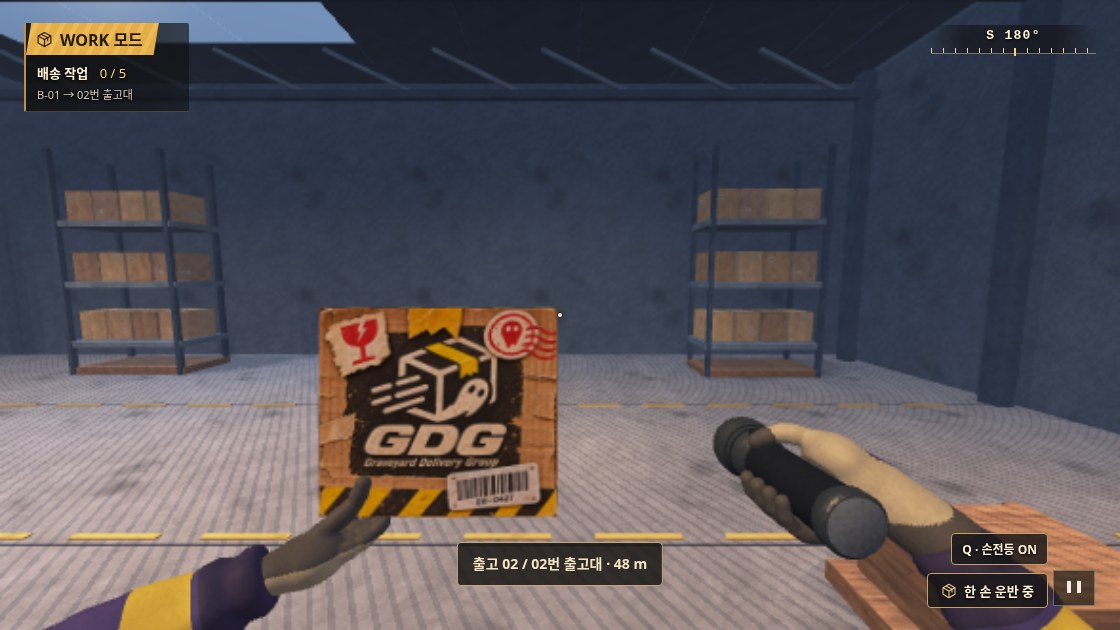 WORK 모드
배송 작업 0 / 5
B-01 → 02번 출고대
S 180°
GDG
Graveyard Delivery Group
출고 02 / 02번 출고대 · 48 m
Q · 손전등 ON
한 손 운반 중